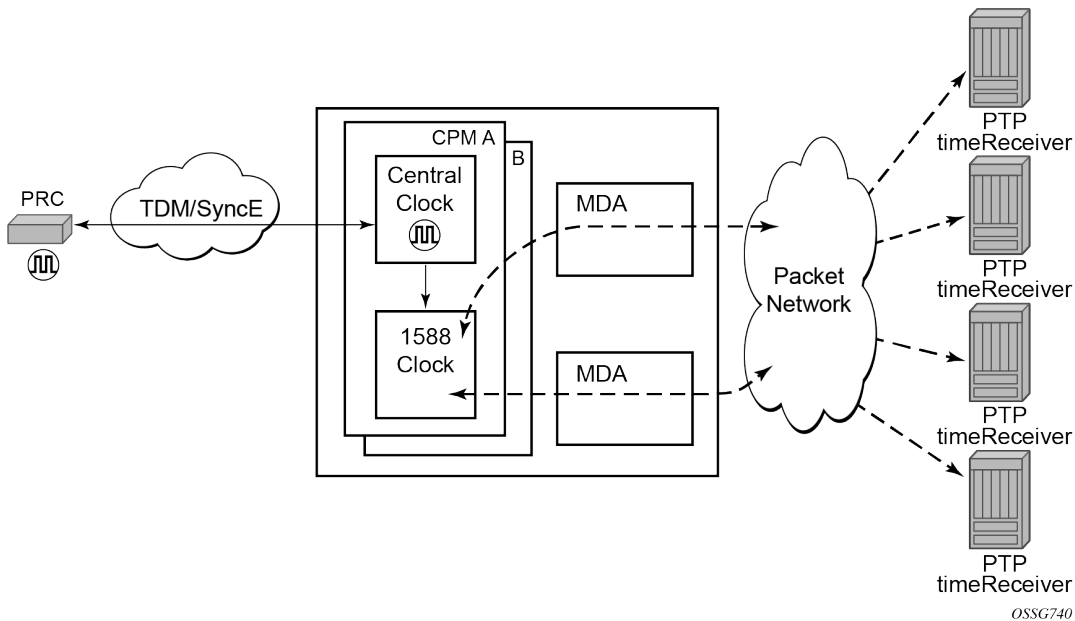 PRC
TDM/SyncE
CPM A
B
Central
Clock
1588
Clock
MDA
MDA
Packet
Network
PTP
timeReceiver
PTP
timeReceiver
PTP
timeReceiver
PTP
timeReceiver
OSSG740